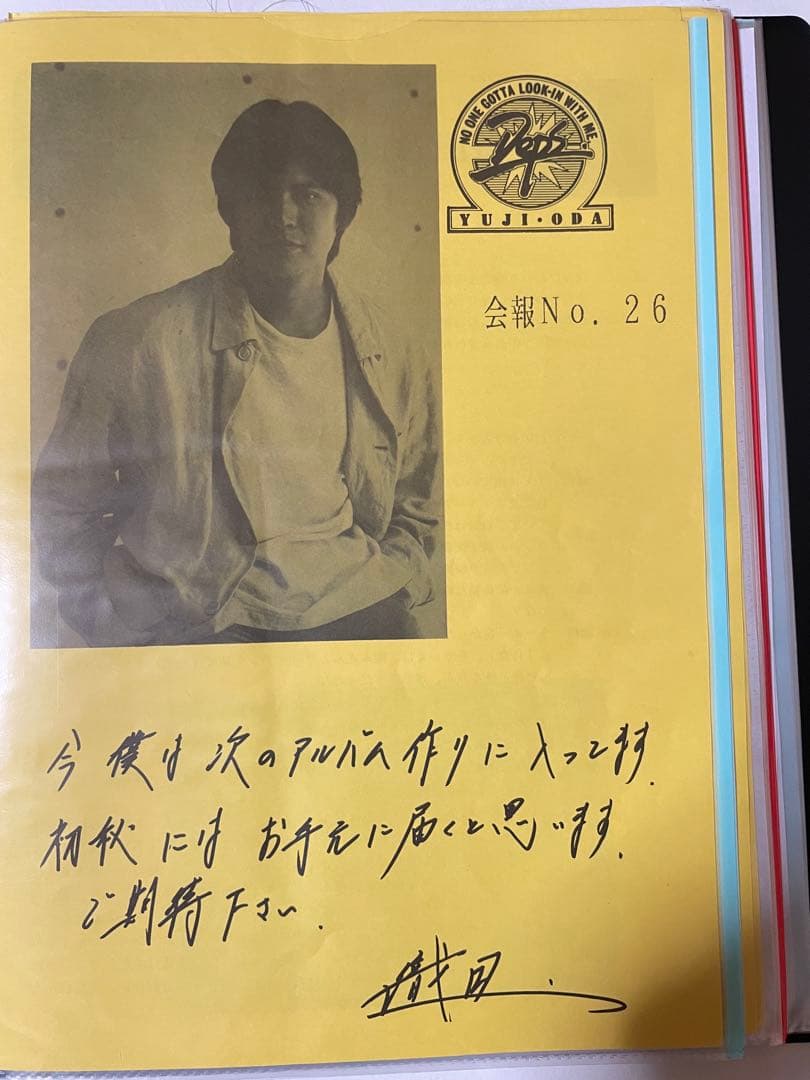 NO ONE GOTTA LOOK-IN WITH ME.
YUJI・ODA
会報No. 26
今僕は次のアルバム作りに入ってます.
初秋にはお手元に届くと思います.
ご期待下さい.
織田.